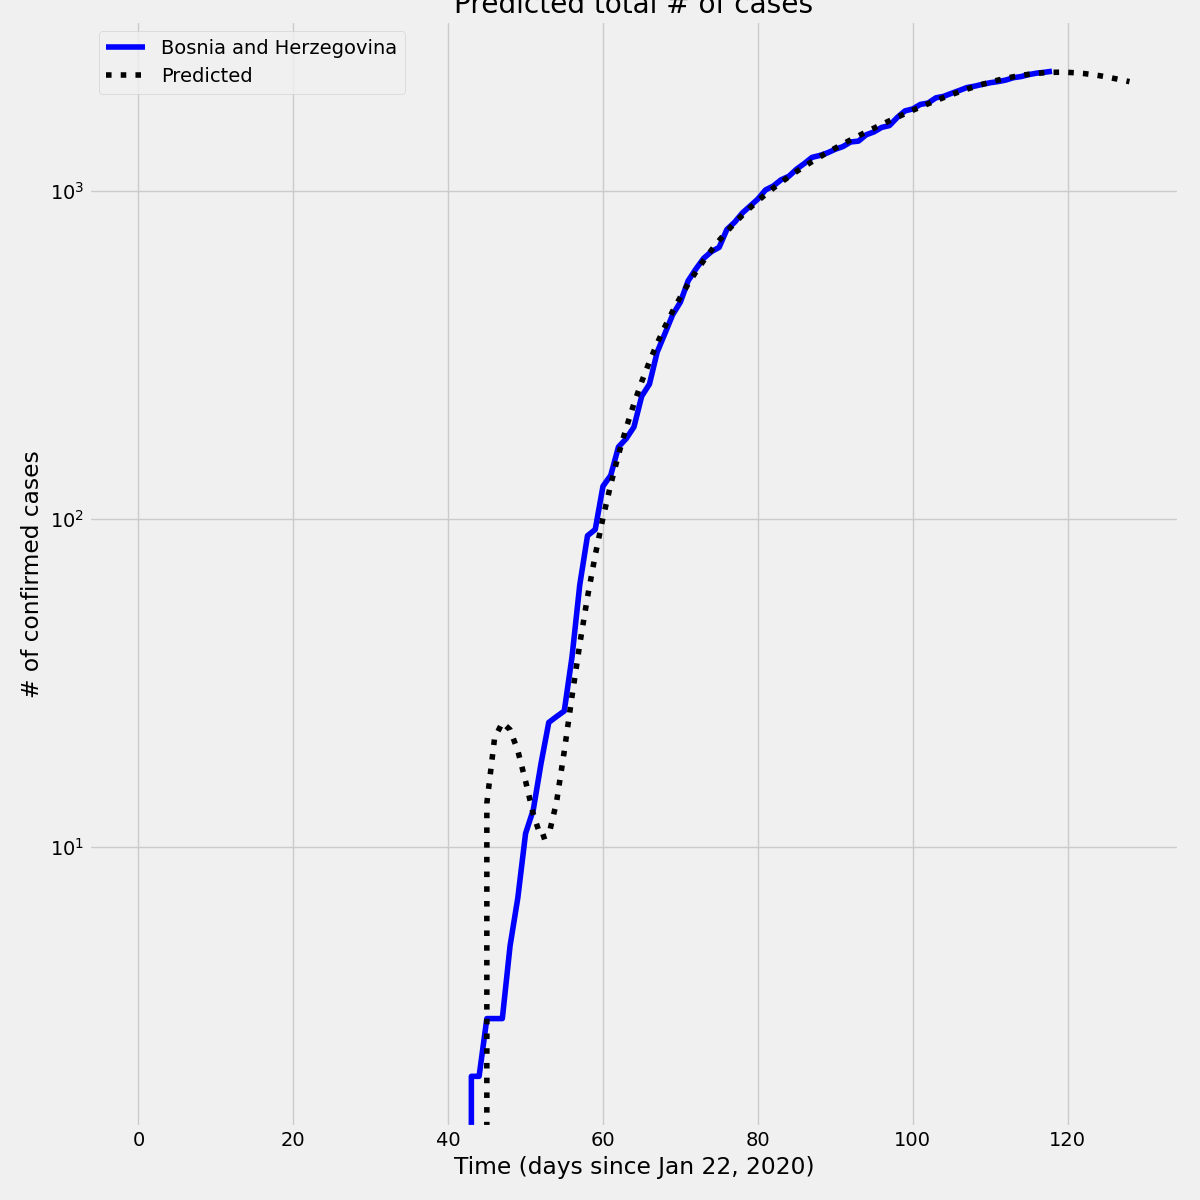 Predicted total # of cases
Bosnia and Herzegovina
Predicted
10³
10²
10¹
# of confirmed cases
0 20 40 60 80 100 120
Time (days since Jan 22, 2020)